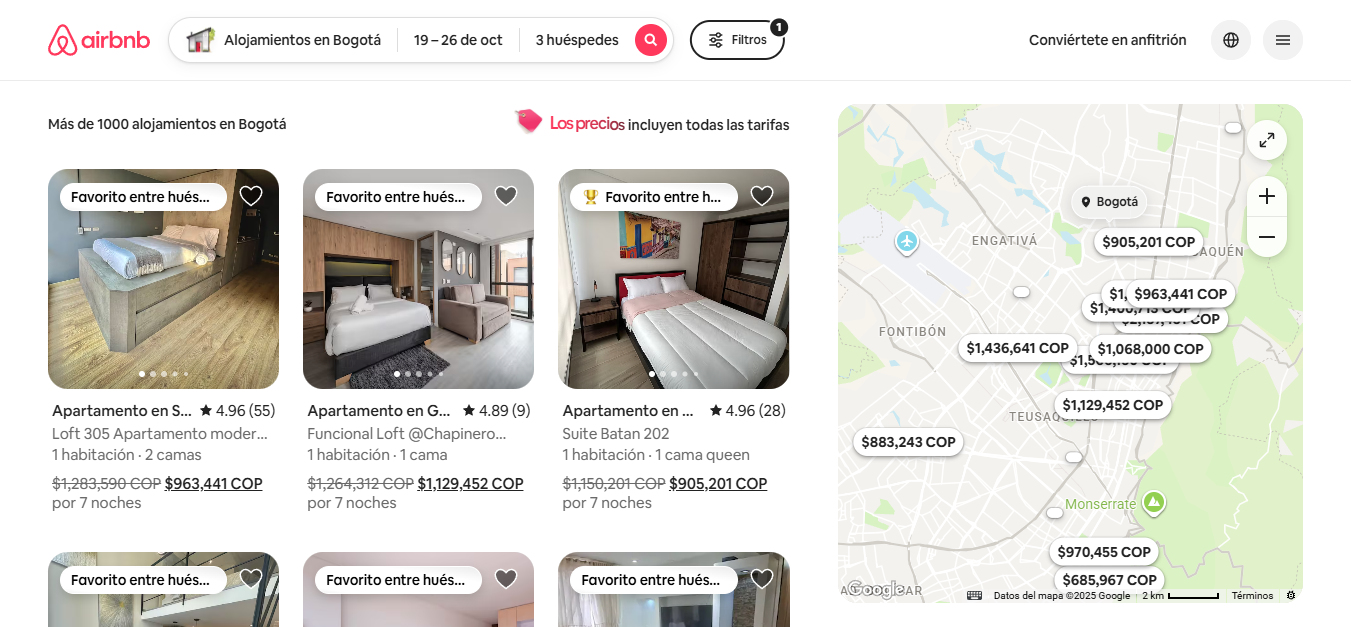 airbnb
Alojamientos en Bogotá
19 – 26 de oct
3 huéspedes
Filtros
1
Conviértete en anfitrión
Más de 1000 alojamientos en Bogotá
Los precios incluyen todas las tarifas
Favorito entre hués...
Favorito entre hués...
Favorito entre h...
Apartamento en S... 4.96 (55)
Loft 305 Apartamento moder...
1 habitación · 2 camas
$1,283,590 COP $963,441 COP
por 7 noches
Apartamento en G... 4.89 (9)
Funcional Loft @Chapinero...
1 habitación · 1 cama
$1,264,312 COP $1,129,452 COP
por 7 noches
Apartamento en ... 4.96 (28)
Suite Batan 202
1 habitación · 1 cama queen
$1,150,201 COP $905,201 COP
por 7 noches
Favorito entre hués...
Favorito entre hués...
Favorito entre hués...
Bogotá
ENGATIVÁ
$905,201 COP
$963,441 COP
FONTIBÓN
$1,436,641 COP
$1,068,000 COP
$1,129,452 COP
$883,243 COP
Monserrate
$970,455 COP
$685,967 COP
Google
Datos del mapa ©2025 Google
2 km
Términos